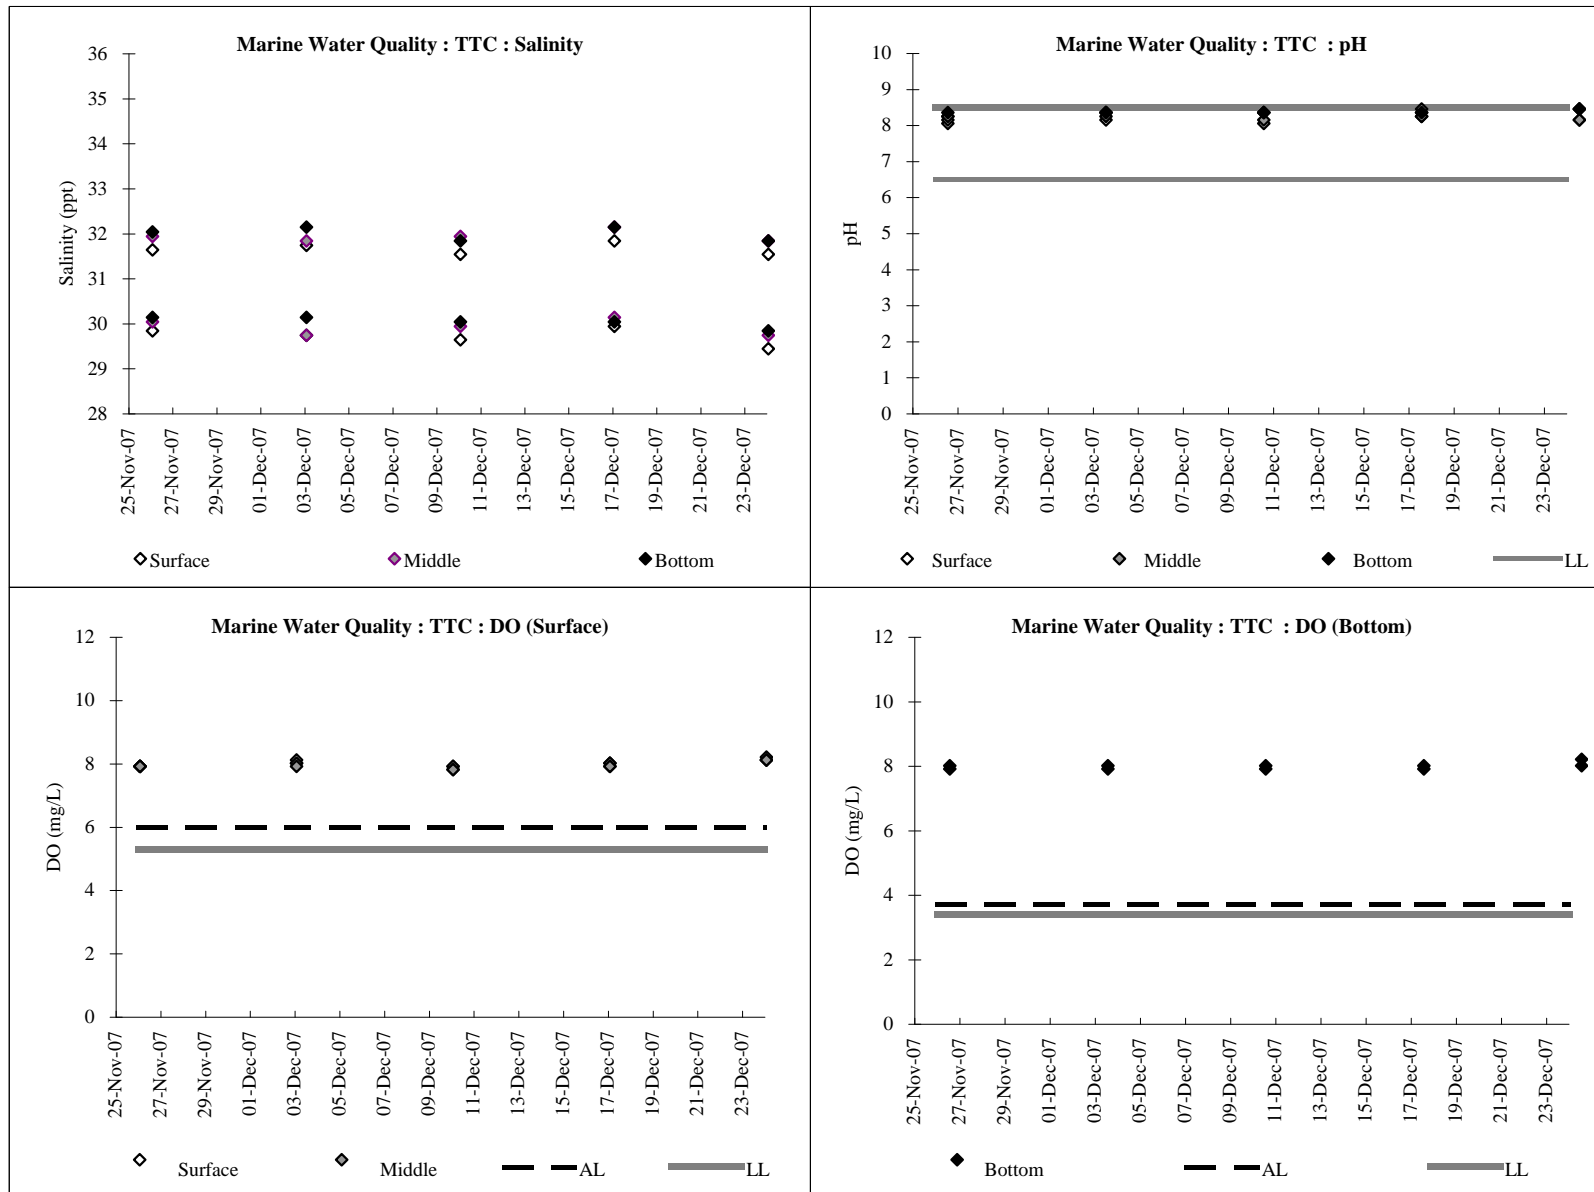 Marine Water Quality : TTC : Salinity
36
35
34
33
32
31
30
29
28
Salinity (ppt)
25-Nov-07
27-Nov-07
29-Nov-07
01-Dec-07
03-Dec-07
05-Dec-07
07-Dec-07
09-Dec-07
11-Dec-07
13-Dec-07
15-Dec-07
17-Dec-07
19-Dec-07
21-Dec-07
23-Dec-07
Surface Middle Bottom
Marine Water Quality : TTC : pH
10
9
8
7
6
5
4
3
2
1
0
pH
25-Nov-07
27-Nov-07
29-Nov-07
01-Dec-07
03-Dec-07
05-Dec-07
07-Dec-07
09-Dec-07
11-Dec-07
13-Dec-07
15-Dec-07
17-Dec-07
19-Dec-07
21-Dec-07
23-Dec-07
Surface Middle Bottom LL
Marine Water Quality : TTC : DO (Surface)
12
10
8
6
4
2
0
DO (mg/L)
25-Nov-07
27-Nov-07
29-Nov-07
01-Dec-07
03-Dec-07
05-Dec-07
07-Dec-07
09-Dec-07
11-Dec-07
13-Dec-07
15-Dec-07
17-Dec-07
19-Dec-07
21-Dec-07
23-Dec-07
Surface Middle AL LL
Marine Water Quality : TTC : DO (Bottom)
12
10
8
6
4
2
0
DO (mg/L)
25-Nov-07
27-Nov-07
29-Nov-07
01-Dec-07
03-Dec-07
05-Dec-07
07-Dec-07
09-Dec-07
11-Dec-07
13-Dec-07
15-Dec-07
17-Dec-07
19-Dec-07
21-Dec-07
23-Dec-07
Bottom AL LL